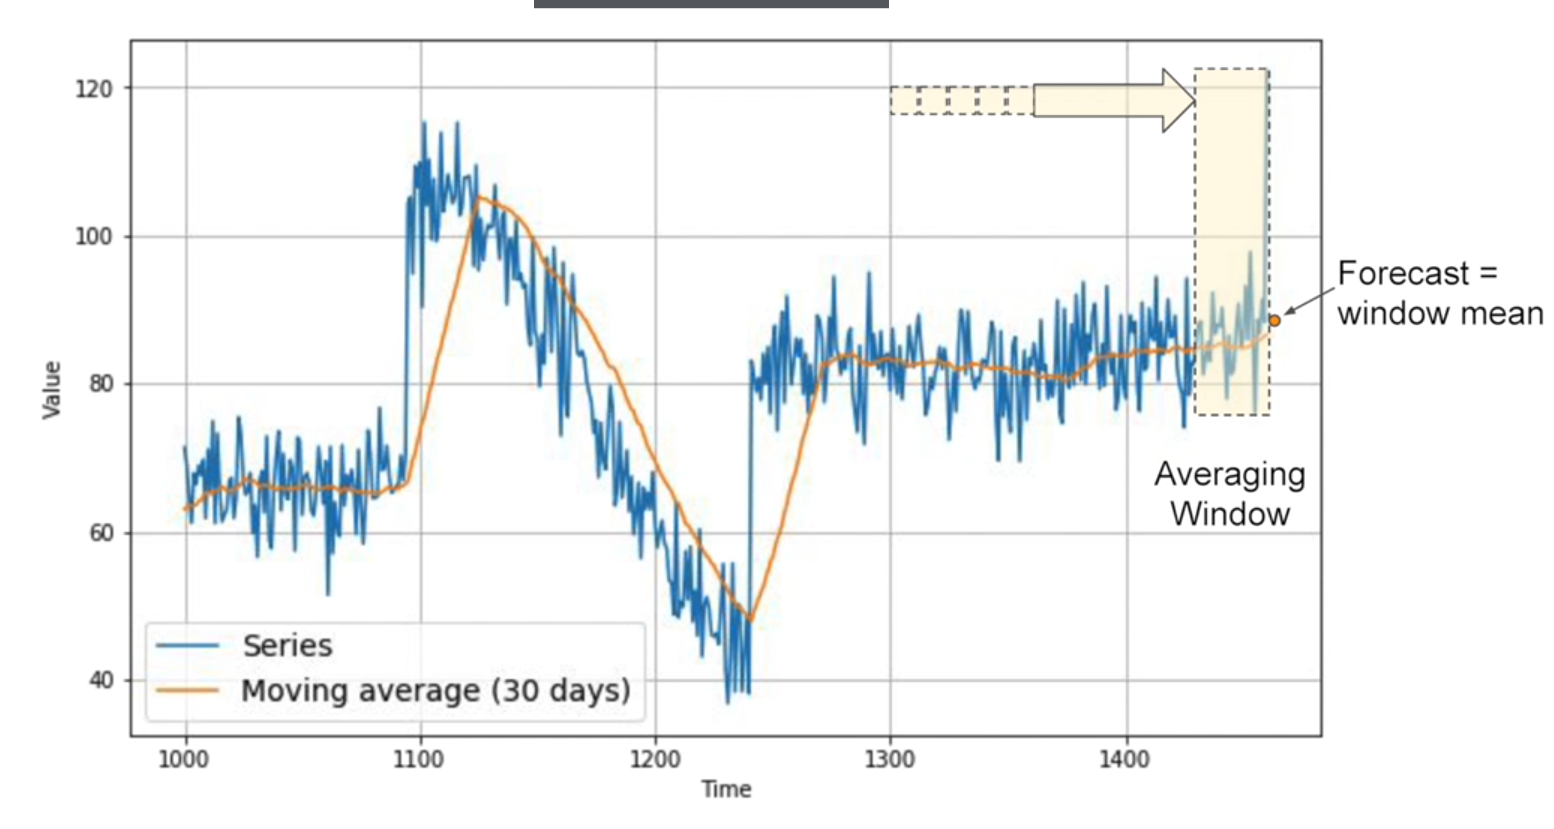 120
100
80
60
40
Value
1000
1100
1200
1300
1400
Time
Series
Moving average (30 days)
Averaging
Window
Forecast =
window mean